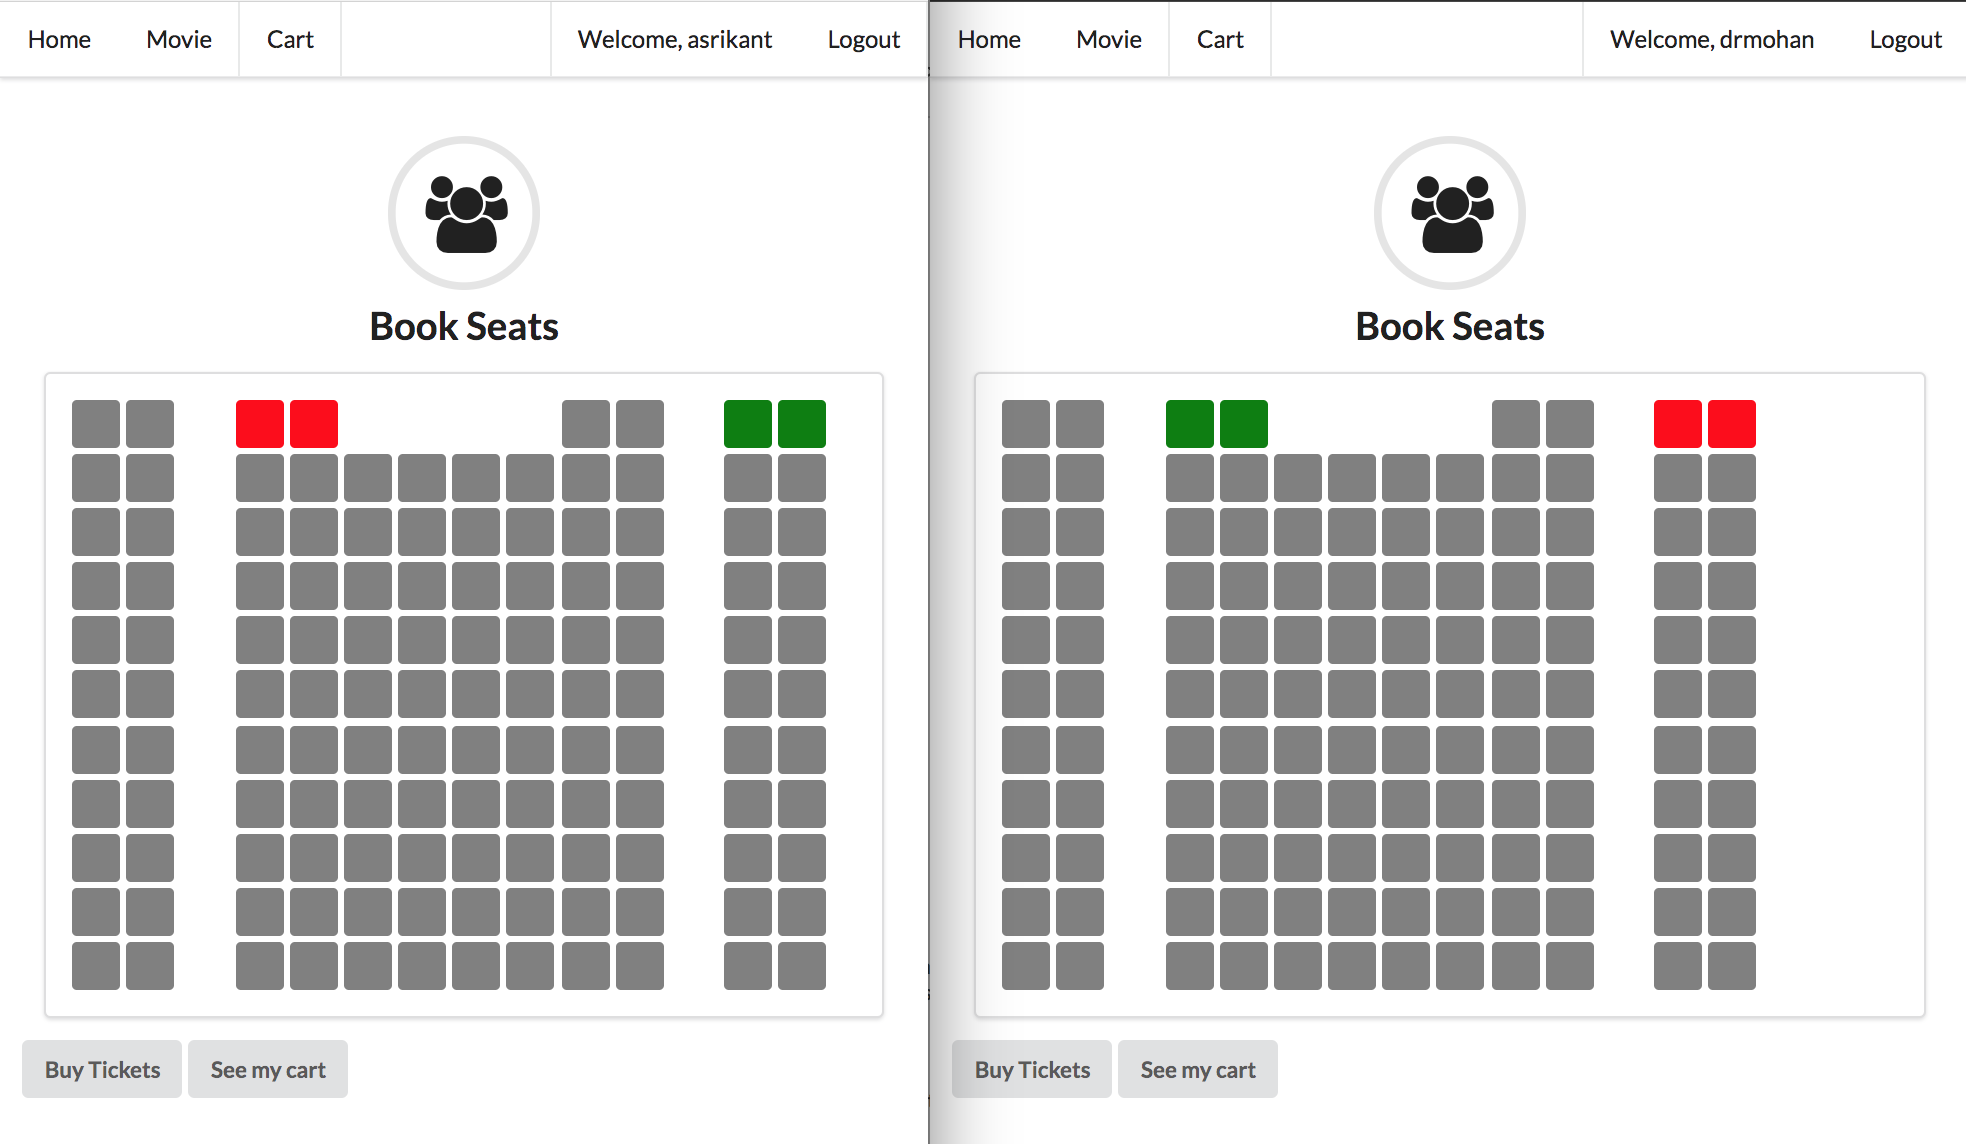 Home Movie Cart Welcome, asrikant Logout
Book Seats
Buy Tickets See my cart
Home Movie Cart Welcome, drmohan Logout
Book Seats
Buy Tickets See my cart